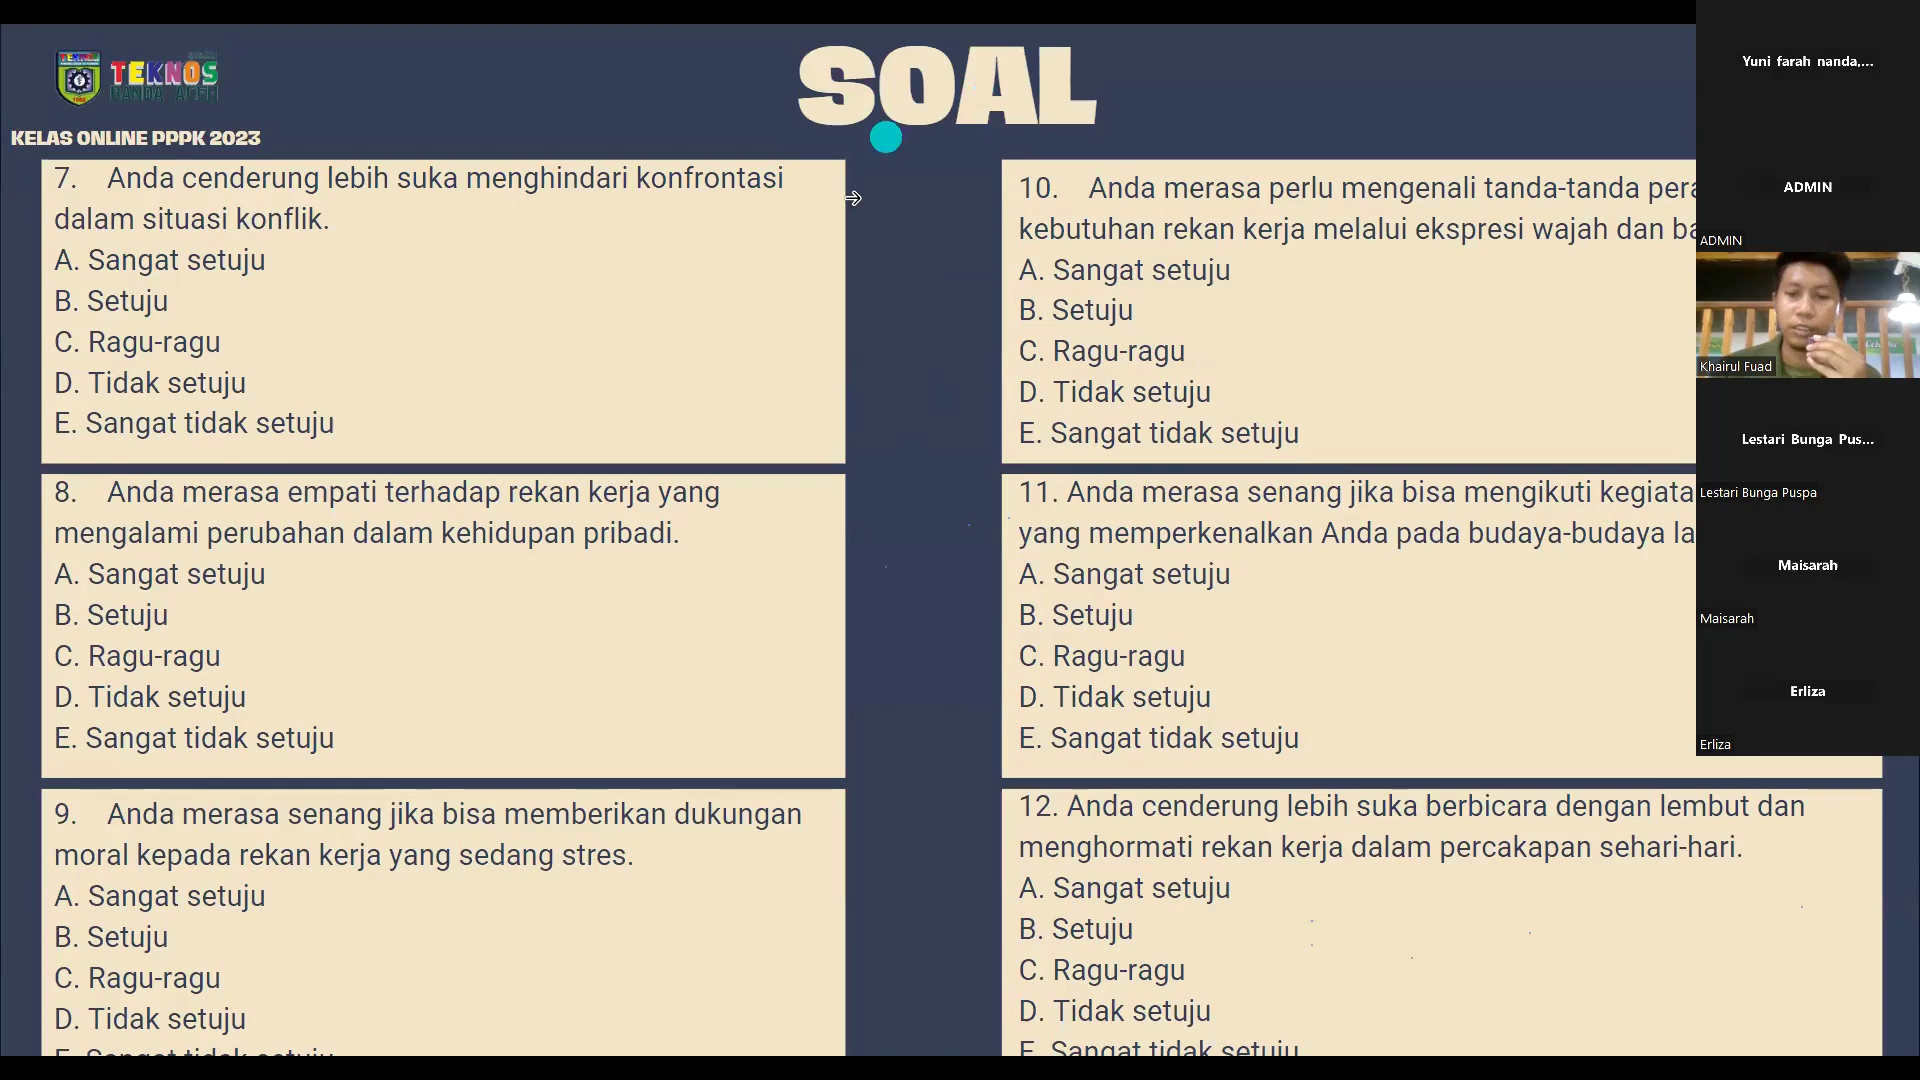 TEKNOS
BANDA ACEH
SOAL
KELAS ONLINE PPPK 2023
7. Anda cenderung lebih suka menghindari konfrontasi
dalam situasi konflik.
A. Sangat setuju
B. Setuju
C. Ragu-ragu
D. Tidak setuju
E. Sangat tidak setuju
8. Anda merasa empati terhadap rekan kerja yang
mengalami perubahan dalam kehidupan pribadi.
A. Sangat setuju
B. Setuju
C. Ragu-ragu
D. Tidak setuju
E. Sangat tidak setuju
9. Anda merasa senang jika bisa memberikan dukungan
moral kepada rekan kerja yang sedang stres.
A. Sangat setuju
B. Setuju
C. Ragu-ragu
D. Tidak setuju
E. Sangat tidak setuju
10. Anda merasa perlu mengenali tanda-tanda pera
kebutuhan rekan kerja melalui ekspresi wajah dan ba
A. Sangat setuju
B. Setuju
C. Ragu-ragu
D. Tidak setuju
E. Sangat tidak setuju
11. Anda merasa senang jika bisa mengikuti kegiata
yang memperkenalkan Anda pada budaya-budaya la
A. Sangat setuju
B. Setuju
C. Ragu-ragu
D. Tidak setuju
E. Sangat tidak setuju
12. Anda cenderung lebih suka berbicara dengan lembut dan
menghormati rekan kerja dalam percakapan sehari-hari.
A. Sangat setuju
B. Setuju
C. Ragu-ragu
D. Tidak setuju
E. Sangat tidak setuju
Yuni farah nanda,...
ADMIN
ADMIN
Khairul Fuad
Lestari Bunga Pus...
Lestari Bunga Puspa
Maisarah
Maisarah
Erliza
Erliza